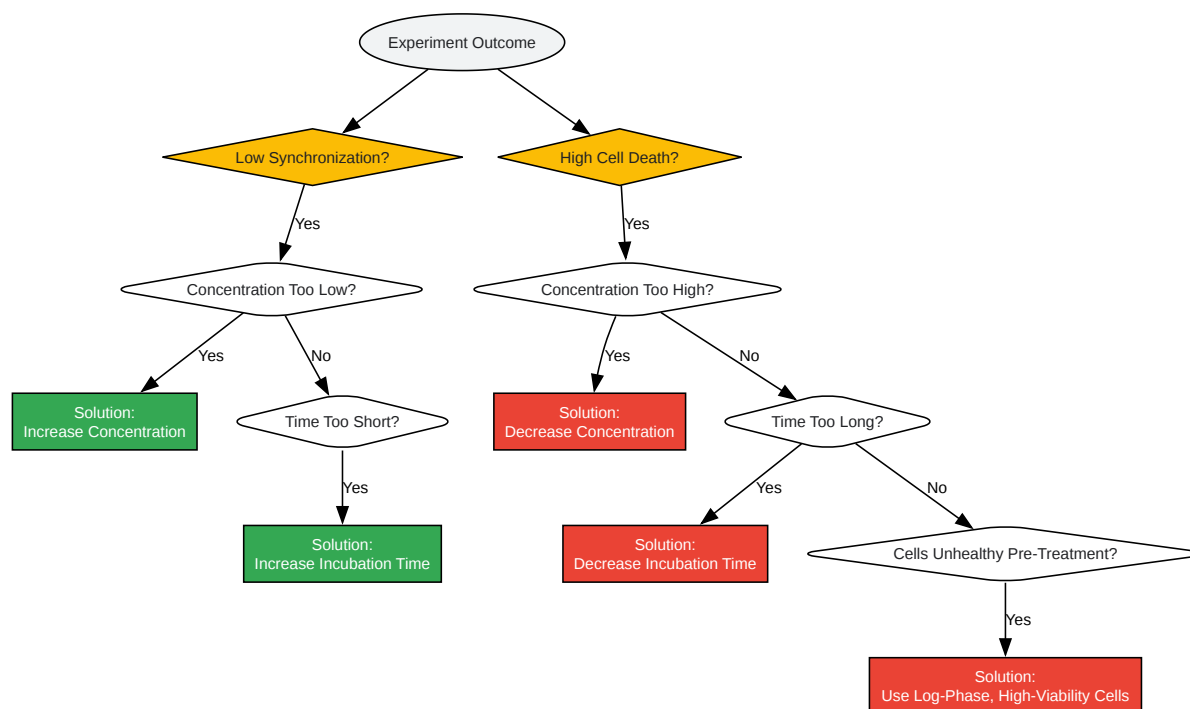 Experiment Outcome
Low Synchronization?
High Cell Death?
Yes
Yes
Concentration Too Low?
Concentration Too High?
Yes
No
Yes
No
Solution:
Increase Concentration
Time Too Short?
Solution:
Decrease Concentration
Time Too Long?
Yes
Yes
No
Solution:
Increase Incubation Time
Solution:
Decrease Incubation Time
Cells Unhealthy Pre-Treatment?
Yes
Solution:
Use Log-Phase, High-Viability Cells